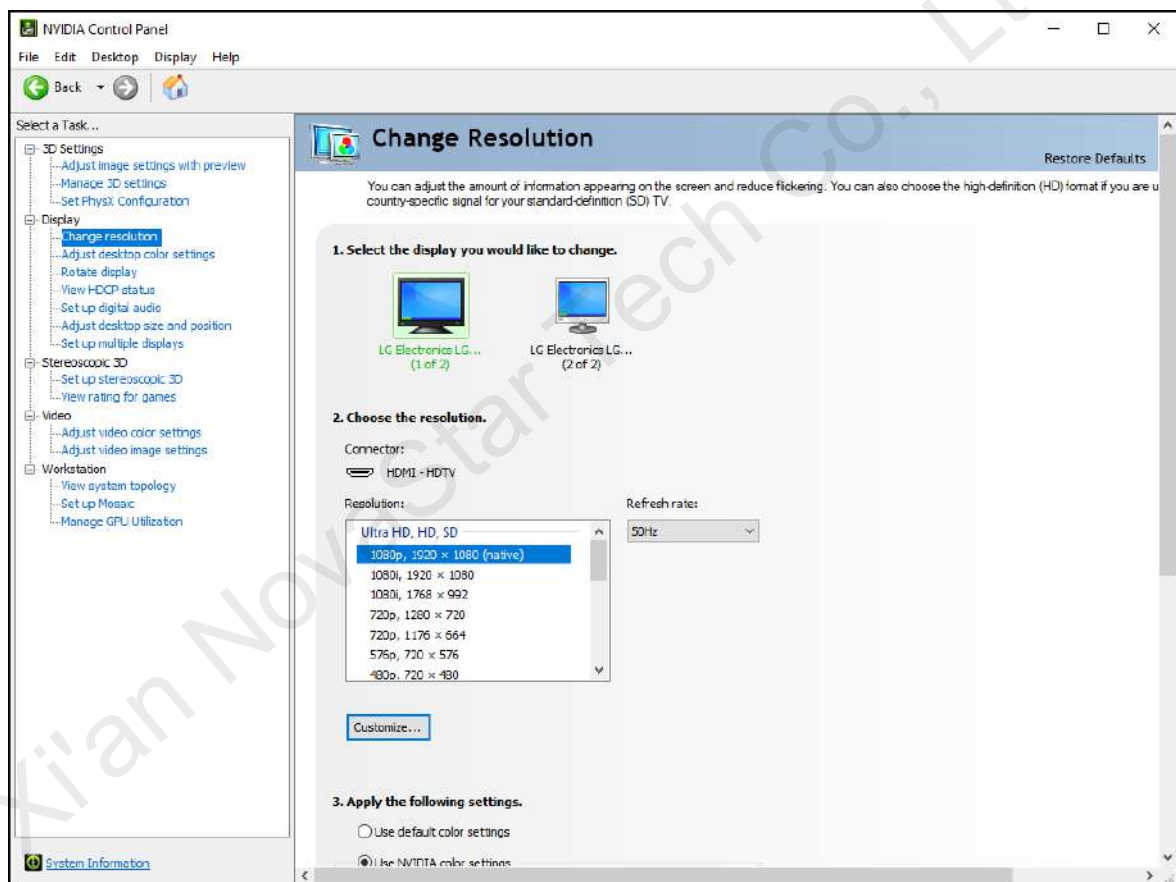 NVIDIA Control Panel
File Edit Desktop Display Help
Back
Select a Task...
3D Settings
Adjust image settings with preview
Manage 3D settings
Set PhysX Configuration
Display
Change resolution
Adjust desktop color settings
Rotate display
View HDCP status
Set up digital audio
Adjust desktop size and position
Set up multiple displays
Stereoscopic 3D
Set up stereoscopic 3D
View rating for games
Video
Adjust video color settings
Adjust video image settings
Workstation
View system topology
Set up Mosaic
Manage GPU Utilization
System Information
Change Resolution
Restore Defaults
You can adjust the amount of information appearing on the screen and reduce flickering. You can also choose the high-definition (HD) format if you are u
country-specific signal for your standard-definition (SD) TV.
1. Select the display you would like to change.
LG Electronics LG... LG Electronics LG...
(1 of 2) (2 of 2)
2. Choose the resolution.
Connector:
HDMI - HDTV
Resolution: Refresh rate:
Ultra HD, HD, SD 50Hz
1080p, 1920 × 1080 (native)
1080i, 1920 × 1080
1080i, 1768 × 992
720p, 1280 × 720
720p, 1176 × 664
576p, 720 × 576
480p, 720 × 480
Customize...
3. Apply the following settings.
Use default color settings
Use NVIDIA color settings
Xi'an NovaStar Tech Co., Lt